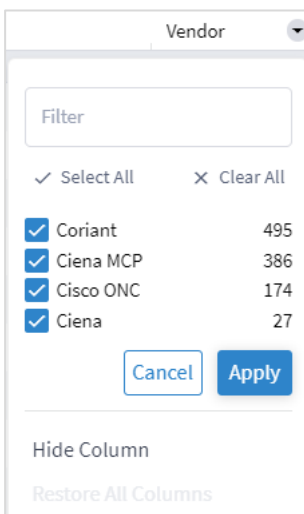 Vendor
Filter
Select All Clear All
Coriant 495
Ciena MCP 386
Cisco ONC 174
Ciena 27
Cancel Apply
Hide Column
Restore All Columns